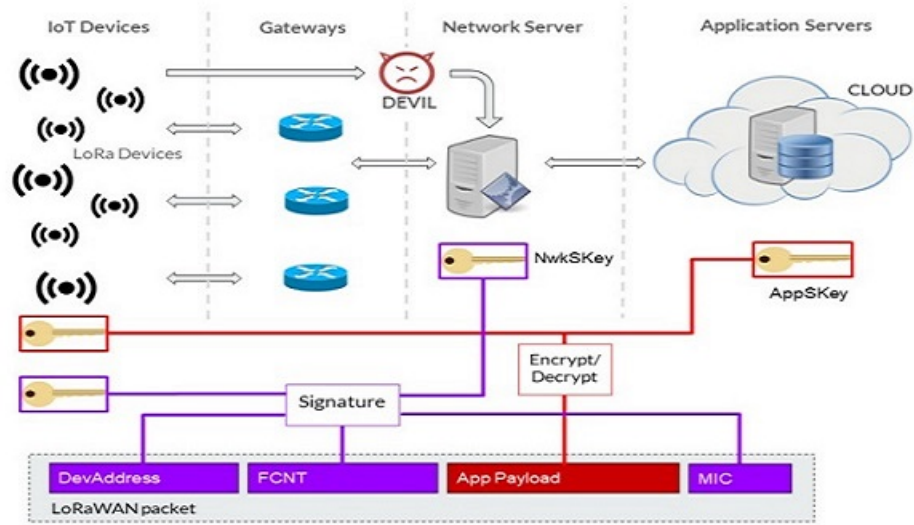 IoT Devices
Gateways
Network Server
Application Servers
DEVIL
CLOUD
LoRa Devices
NwkSKey
AppSKey
Encrypt/
Decrypt
Signature
DevAddress
FCNT
App Payload
MIC
LoRaWAN packet